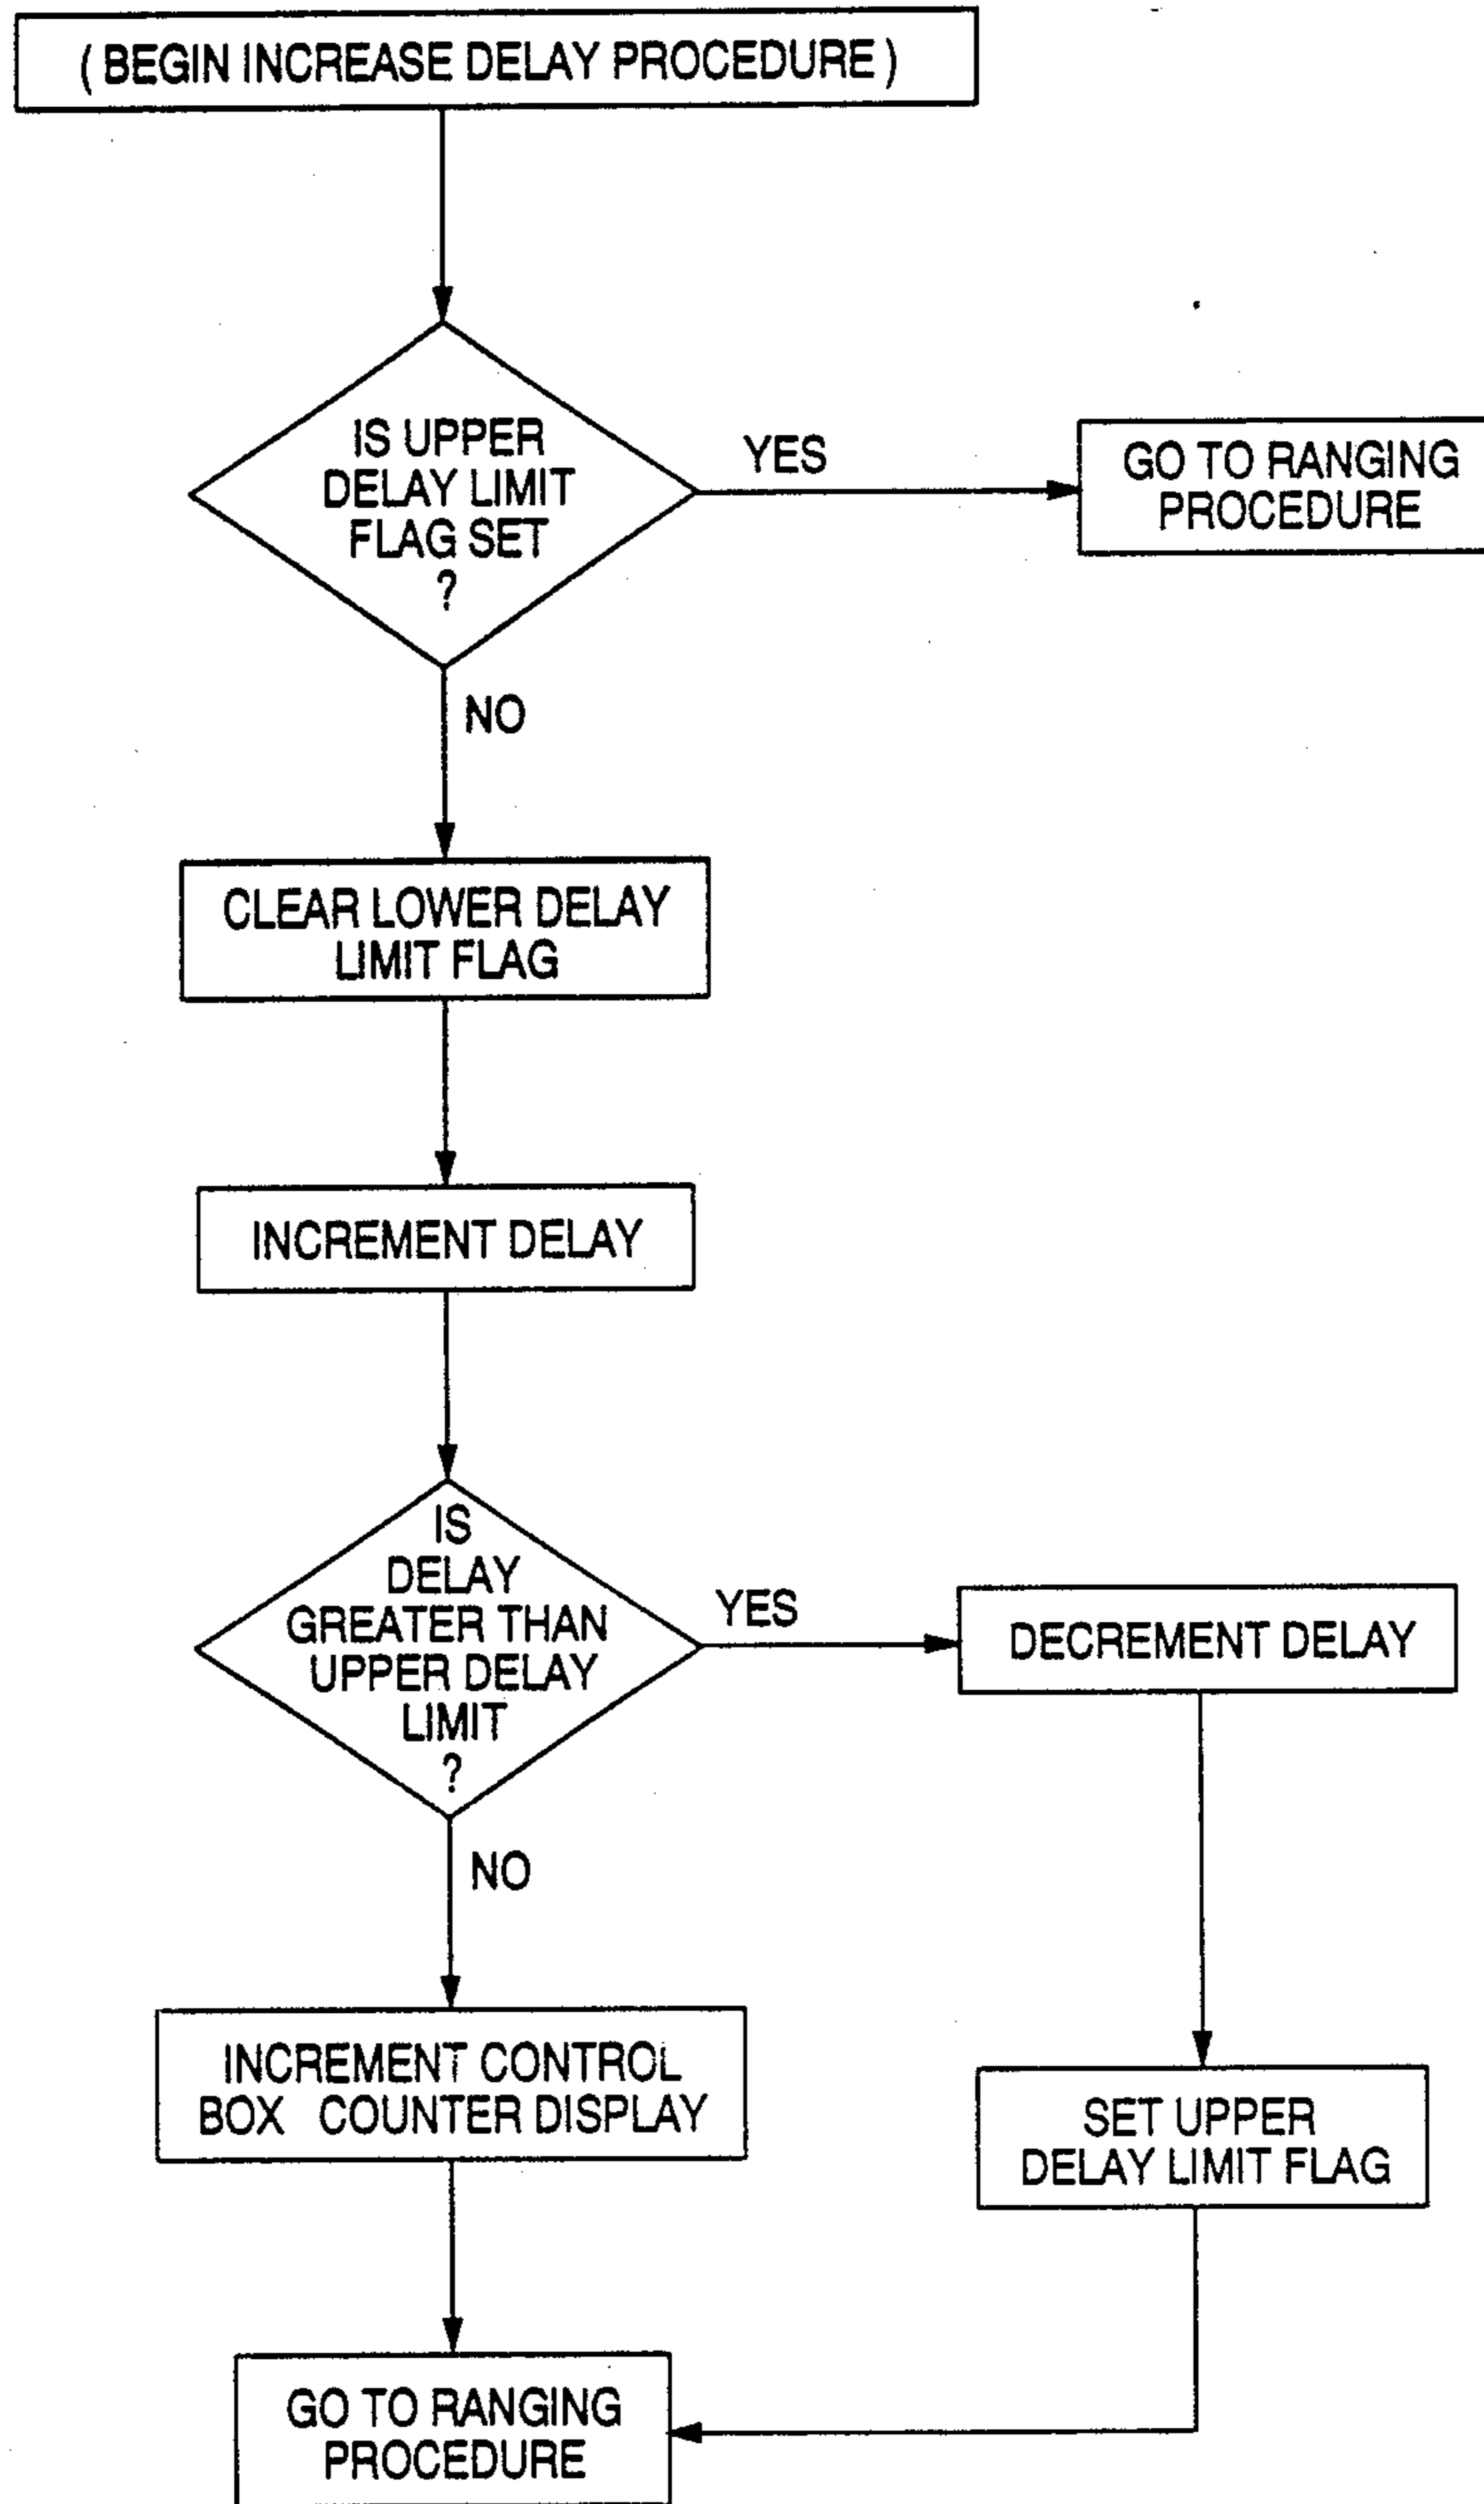 ( BEGIN INCREASE DELAY PROCEDURE )
IS UPPER
DELAY LIMIT
FLAG SET
?
YES
GO TO RANGING
PROCEDURE
NO
CLEAR LOWER DELAY
LIMIT FLAG
INCREMENT DELAY
IS
DELAY
GREATER THAN
UPPER DELAY
LIMIT
?
YES
DECREMENT DELAY
NO
INCREMENT CONTROL
BOX COUNTER DISPLAY
SET UPPER
DELAY LIMIT FLAG
GO TO RANGING
PROCEDURE